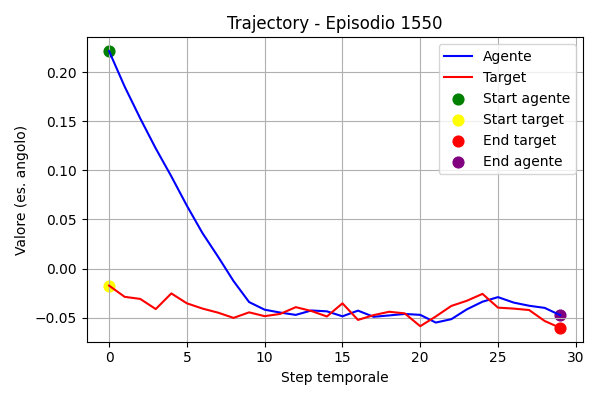 Trajectory - Episodio 1550
Valore (es. angolo)
0.20
0.15
0.10
0.05
0.00
−0.05
0
5
10
15
20
25
30
Step temporale
Agente
Target
Start agente
Start target
End target
End agente